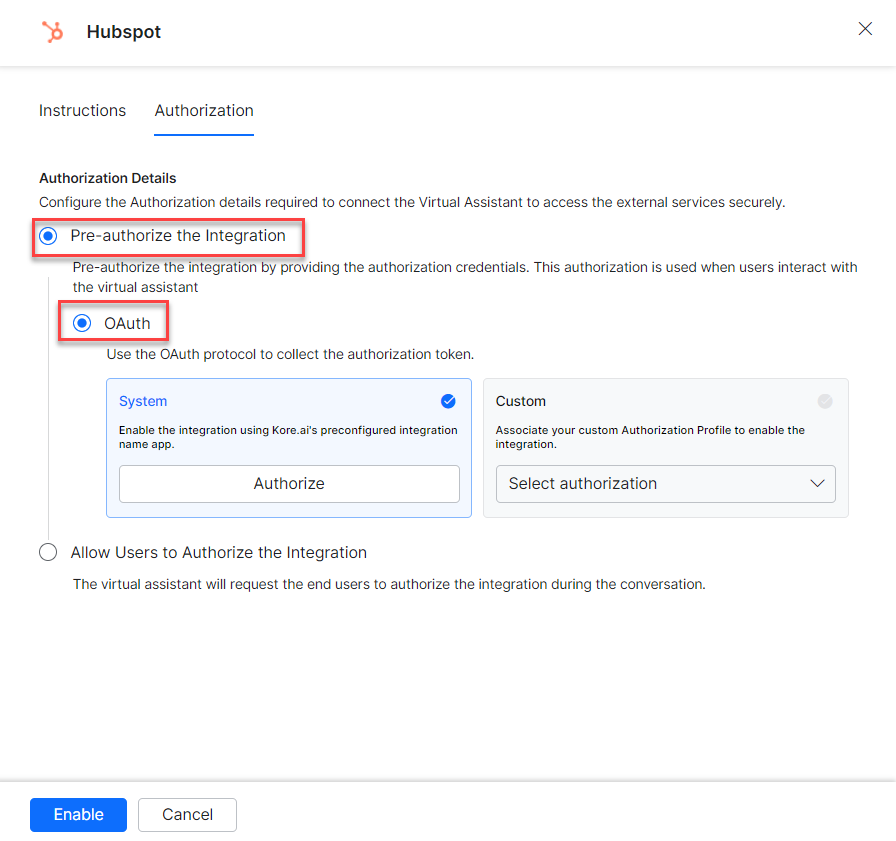 Hubspot
Instructions
Authorization
Authorization Details
Configure the Authorization details required to connect the Virtual Assistant to access the external services securely.
Pre-authorize the Integration
Pre-authorize the integration by providing the authorization credentials. This authorization is used when users interact with
the virtual assistant
OAuth
Use the OAuth protocol to collect the authorization token.
System
Enable the integration using Kore.ai's preconfigured integration
name app.
Authorize
Custom
Associate your custom Authorization Profile to enable the
integration.
Select authorization
Allow Users to Authorize the Integration
The virtual assistant will request the end users to authorize the integration during the conversation.
Enable
Cancel